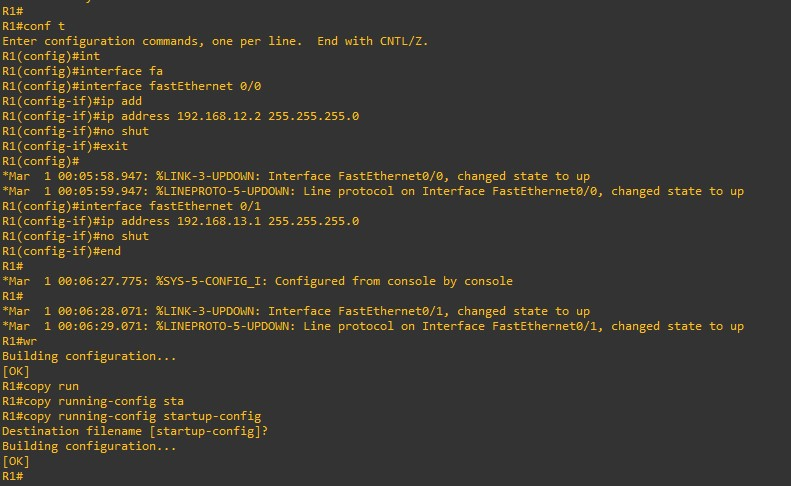 R1#
R1#conf t
Enter configuration commands, one per line.  End with CNTL/Z.
R1(config)#int
R1(config)#interface fa
R1(config)#interface fastEthernet 0/0
R1(config-if)#ip add
R1(config-if)#ip address 192.168.12.2 255.255.255.0
R1(config-if)#no shut
R1(config-if)#exit
R1(config)#
*Mar  1 00:05:58.947: %LINK-3-UPDOWN: Interface FastEthernet0/0, changed state to up
*Mar  1 00:05:59.947: %LINEPROTO-5-UPDOWN: Line protocol on Interface FastEthernet0/0, changed state to up
R1(config)#interface fastEthernet 0/1
R1(config-if)#ip address 192.168.13.1 255.255.255.0
R1(config-if)#no shut
R1(config-if)#end
R1#
*Mar  1 00:06:27.775: %SYS-5-CONFIG_I: Configured from console by console
R1#
*Mar  1 00:06:28.071: %LINK-3-UPDOWN: Interface FastEthernet0/1, changed state to up
*Mar  1 00:06:29.071: %LINEPROTO-5-UPDOWN: Line protocol on Interface FastEthernet0/1, changed state to up
R1#wr
Building configuration...
[OK]
R1#copy run
R1#copy running-config sta
R1#copy running-config startup-config
Destination filename [startup-config]?
Building configuration...
[OK]
R1#